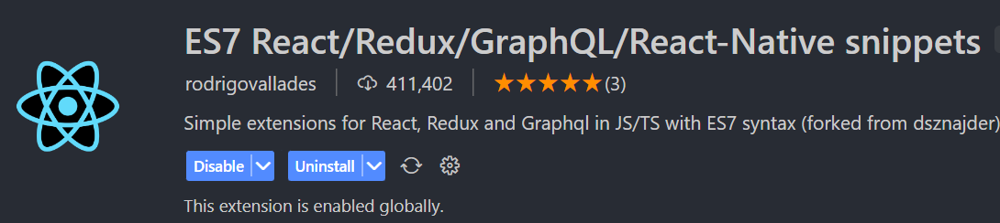 ES7 React/Redux/GraphQL/React-Native snippets
rodrigovallades 411,402 (3)
Simple extensions for React, Redux and Graphql in JS/TS with ES7 syntax (forked from dsznajder)
Disable Uninstall
This extension is enabled globally.